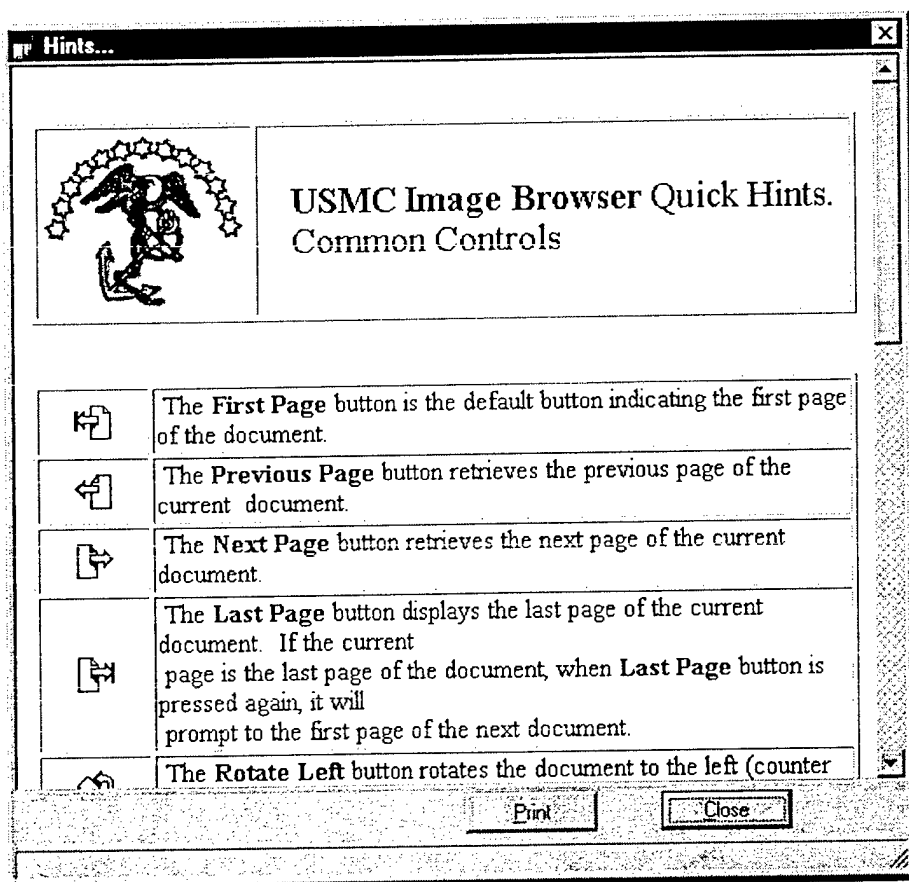 Hints...
USMC Image Browser Quick Hints.
Common Controls
The First Page button is the default button indicating the first page
of the document.
The Previous Page button retrieves the previous page of the
current document.
The Next Page button retrieves the next page of the current
document.
The Last Page button displays the last page of the current
document. If the current
page is the last page of the document, when Last Page button is
pressed again, it will
prompt to the first page of the next document.
The Rotate Left button rotates the document to the left (counter
Print
Close